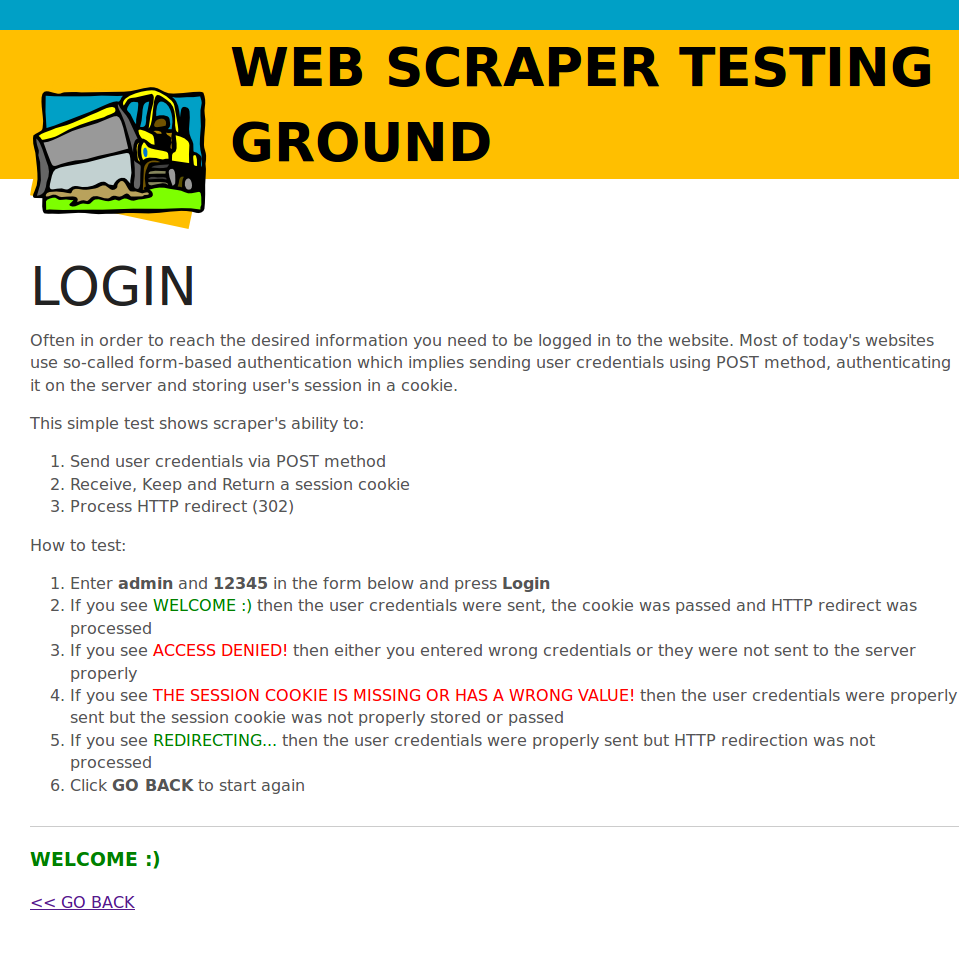 WEB SCRAPER TESTING
GROUND
LOGIN
Often in order to reach the desired information you need to be logged in to the website. Most of today's websites
use so-called form-based authentication which implies sending user credentials using POST method, authenticating
it on the server and storing user's session in a cookie.
This simple test shows scraper's ability to:
1. Send user credentials via POST method
2. Receive, Keep and Return a session cookie
3. Process HTTP redirect (302)
How to test:
1. Enter admin and 12345 in the form below and press Login
2. If you see WELCOME :) then the user credentials were sent, the cookie was passed and HTTP redirect was
processed
3. If you see ACCESS DENIED! then either you entered wrong credentials or they were not sent to the server
properly
4. If you see THE SESSION COOKIE IS MISSING OR HAS A WRONG VALUE! then the user credentials were properly
sent but the session cookie was not properly stored or passed
5. If you see REDIRECTING... then the user credentials were properly sent but HTTP redirection was not
processed
6. Click GO BACK to start again
WELCOME :)
<< GO BACK